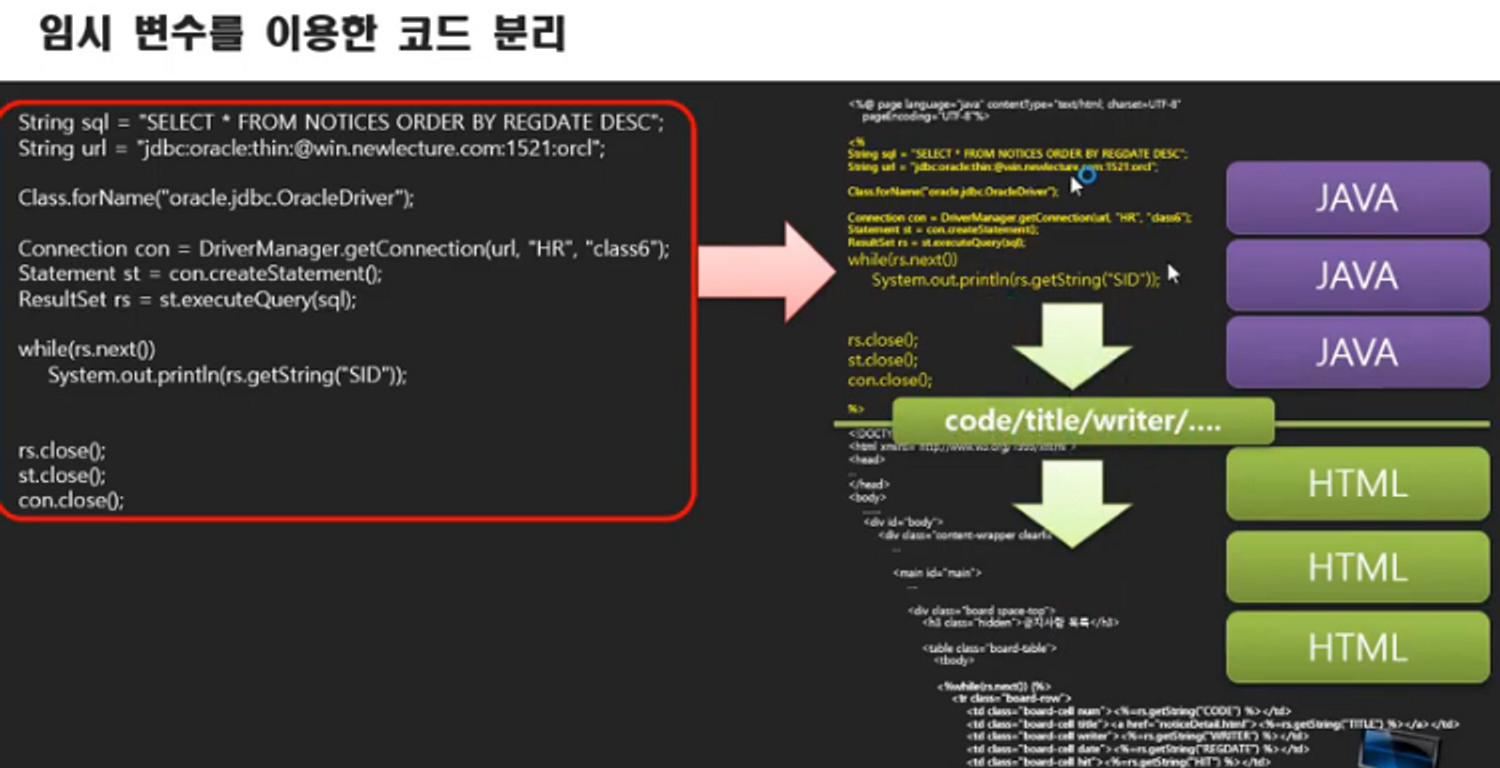 임시 변수를 이용한 코드 분리
String sql = "SELECT * FROM NOTICES ORDER BY REGDATE DESC";
String url = "jdbc:oracle:thin:@win.newlecture.com:1521:orcl";
Class.forName("oracle.jdbc.OracleDriver");
Connection con = DriverManager.getConnection(url, "HR", "class6");
Statement st = con.createStatement();
ResultSet rs = st.executeQuery(sql);
while(rs.next())
System.out.println(rs.getString("SID"));
rs.close();
st.close();
con.close();
<%@ page language="java" contentType="text/html; charset=UTF-8"
pageEncoding="UTF-8"%>
<%
String sql = "SELECT * FROM NOTICES ORDER BY REGDATE DESC";
String url = "jdbc:oracle:thin:@win.newlecture.com:1521:orcl";
Class.forName("oracle.jdbc.OracleDriver");
Connection con = DriverManager.getConnection(url, "HR", "class6");
Statement st = con.createStatement();
ResultSet rs = st.executeQuery(sql);
while(rs.next())
System.out.println(rs.getString("SID"));
rs.close();
st.close();
con.close();
%>
code/title/writer/....
<!DOCTY
<html
<head>
...
</head>
<body>
......
<div id="body">
<div class="content-wrapper clearfi
...
<main id="main">
....
<div class="board space-top">
<h3 class="hidden">공지사항 목록</h3>
<table class="board-table">
<tbody>
<%while(rs.next()) {%>
<tr class="board-row">
<td class="board-cell num"><%=rs.getString("CODE") %></td>
<td class="board-cell title"><a href="noticeDetail.html"><%=rs.getString("TITLE") %></a></td>
<td class="board-cell writer"><%=rs.getString("WRITER") %></td>
<td class="board-cell date"><%=rs.getString("REGDATE") %></td>
<td class="board-cell hit"><%=rs.getString("HIT") %></td>
JAVA
JAVA
JAVA
HTML
HTML
HTML